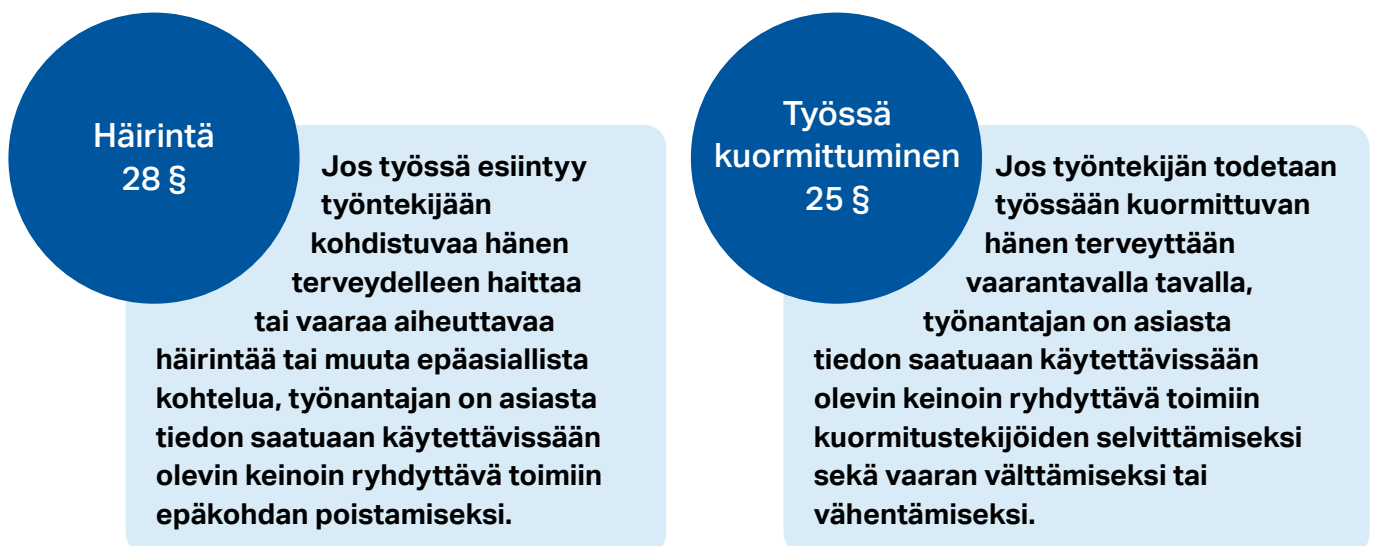 Häirintä
28 §
Jos työssä esiintyy
työntekijään
kohdistuvaa hänen
terveydelleen haittaa
tai vaaraa aiheuttavaa
häirintää tai muuta epäasiallista
kohtelua, työnantajan on asiasta
tiedon saatuaan käytettävissään
olevin keinoin ryhdyttävä toimiin
epäkohdan poistamiseksi.
Työssä
kuormittuminen
25 §
Jos työntekijän todetaan
työssään kuormittuvan
hänen terveyttään
vaarantavalla tavalla,
työnantajan on asiasta
tiedon saatuaan käytettävissään
olevin keinoin ryhdyttävä toimiin
kuormitustekijöiden selvittämiseksi
sekä vaaran välttämiseksi tai
vähentämiseksi.